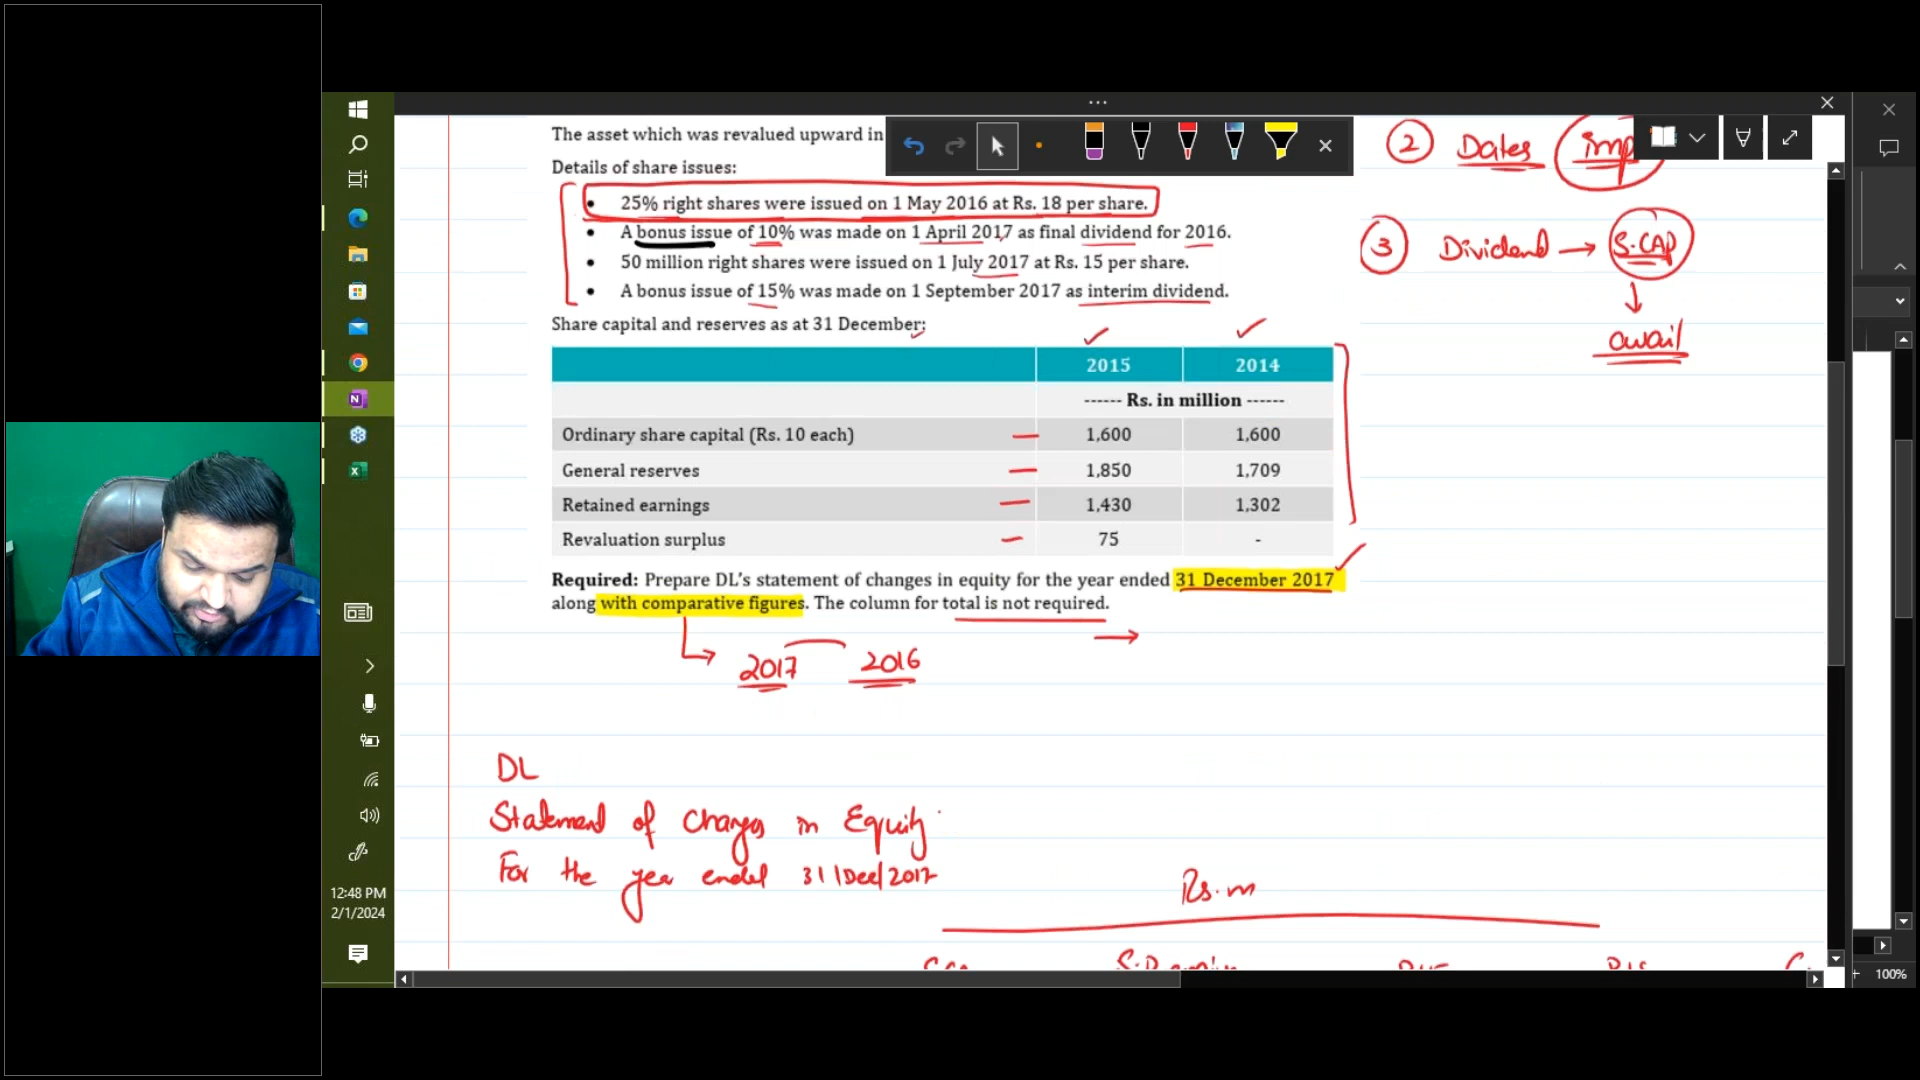 The asset which was revalued upward in
Details of share issues:
• 25% right shares were issued on 1 May 2016 at Rs. 18 per share.
• A bonus issue of 10% was made on 1 April 2017 as final dividend for 2016.
• 50 million right shares were issued on 1 July 2017 at Rs. 15 per share.
• A bonus issue of 15% was made on 1 September 2017 as interim dividend.
Share capital and reserves as at 31 December;
2015 2014
------ Rs. in million ------
Ordinary share capital (Rs. 10 each) 1,600 1,600
General reserves 1,850 1,709
Retained earnings 1,430 1,302
Revaluation surplus 75 -
Required: Prepare DL's statement of changes in equity for the year ended 31 December 2017
along with comparative figures. The column for total is not required.
2017 2016
2 Dates imp
3 Dividend → S.CAP
avail
DL
Statement of Changes in Equity
For the year ended 31/Dec/2017
Rs. m
12:48 PM
2/1/2024
100%